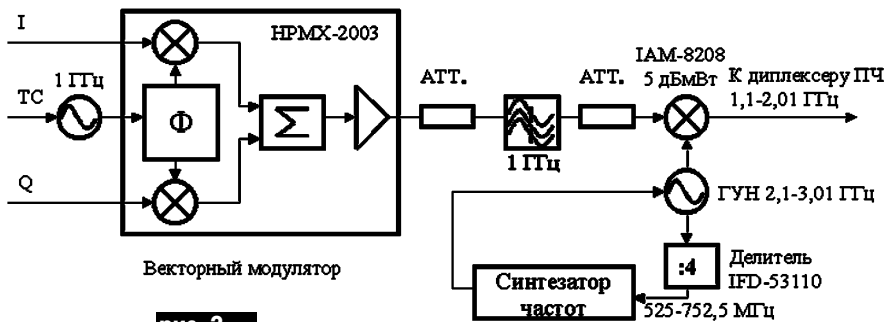 I
HPMX-2003
1 ГГц
ТС
Ф
Σ
Q
АТТ.
1 ГГц
АТТ.
IAM-8208
5 дБмВт
К диплексеру ПЧ
1,1-2,01 ГГц
ГУН 2,1-3,01 ГГц
:4
Делитель
IFD-53110
525-752,5 МГц
Синтезатор
частот
Векторный модулятор